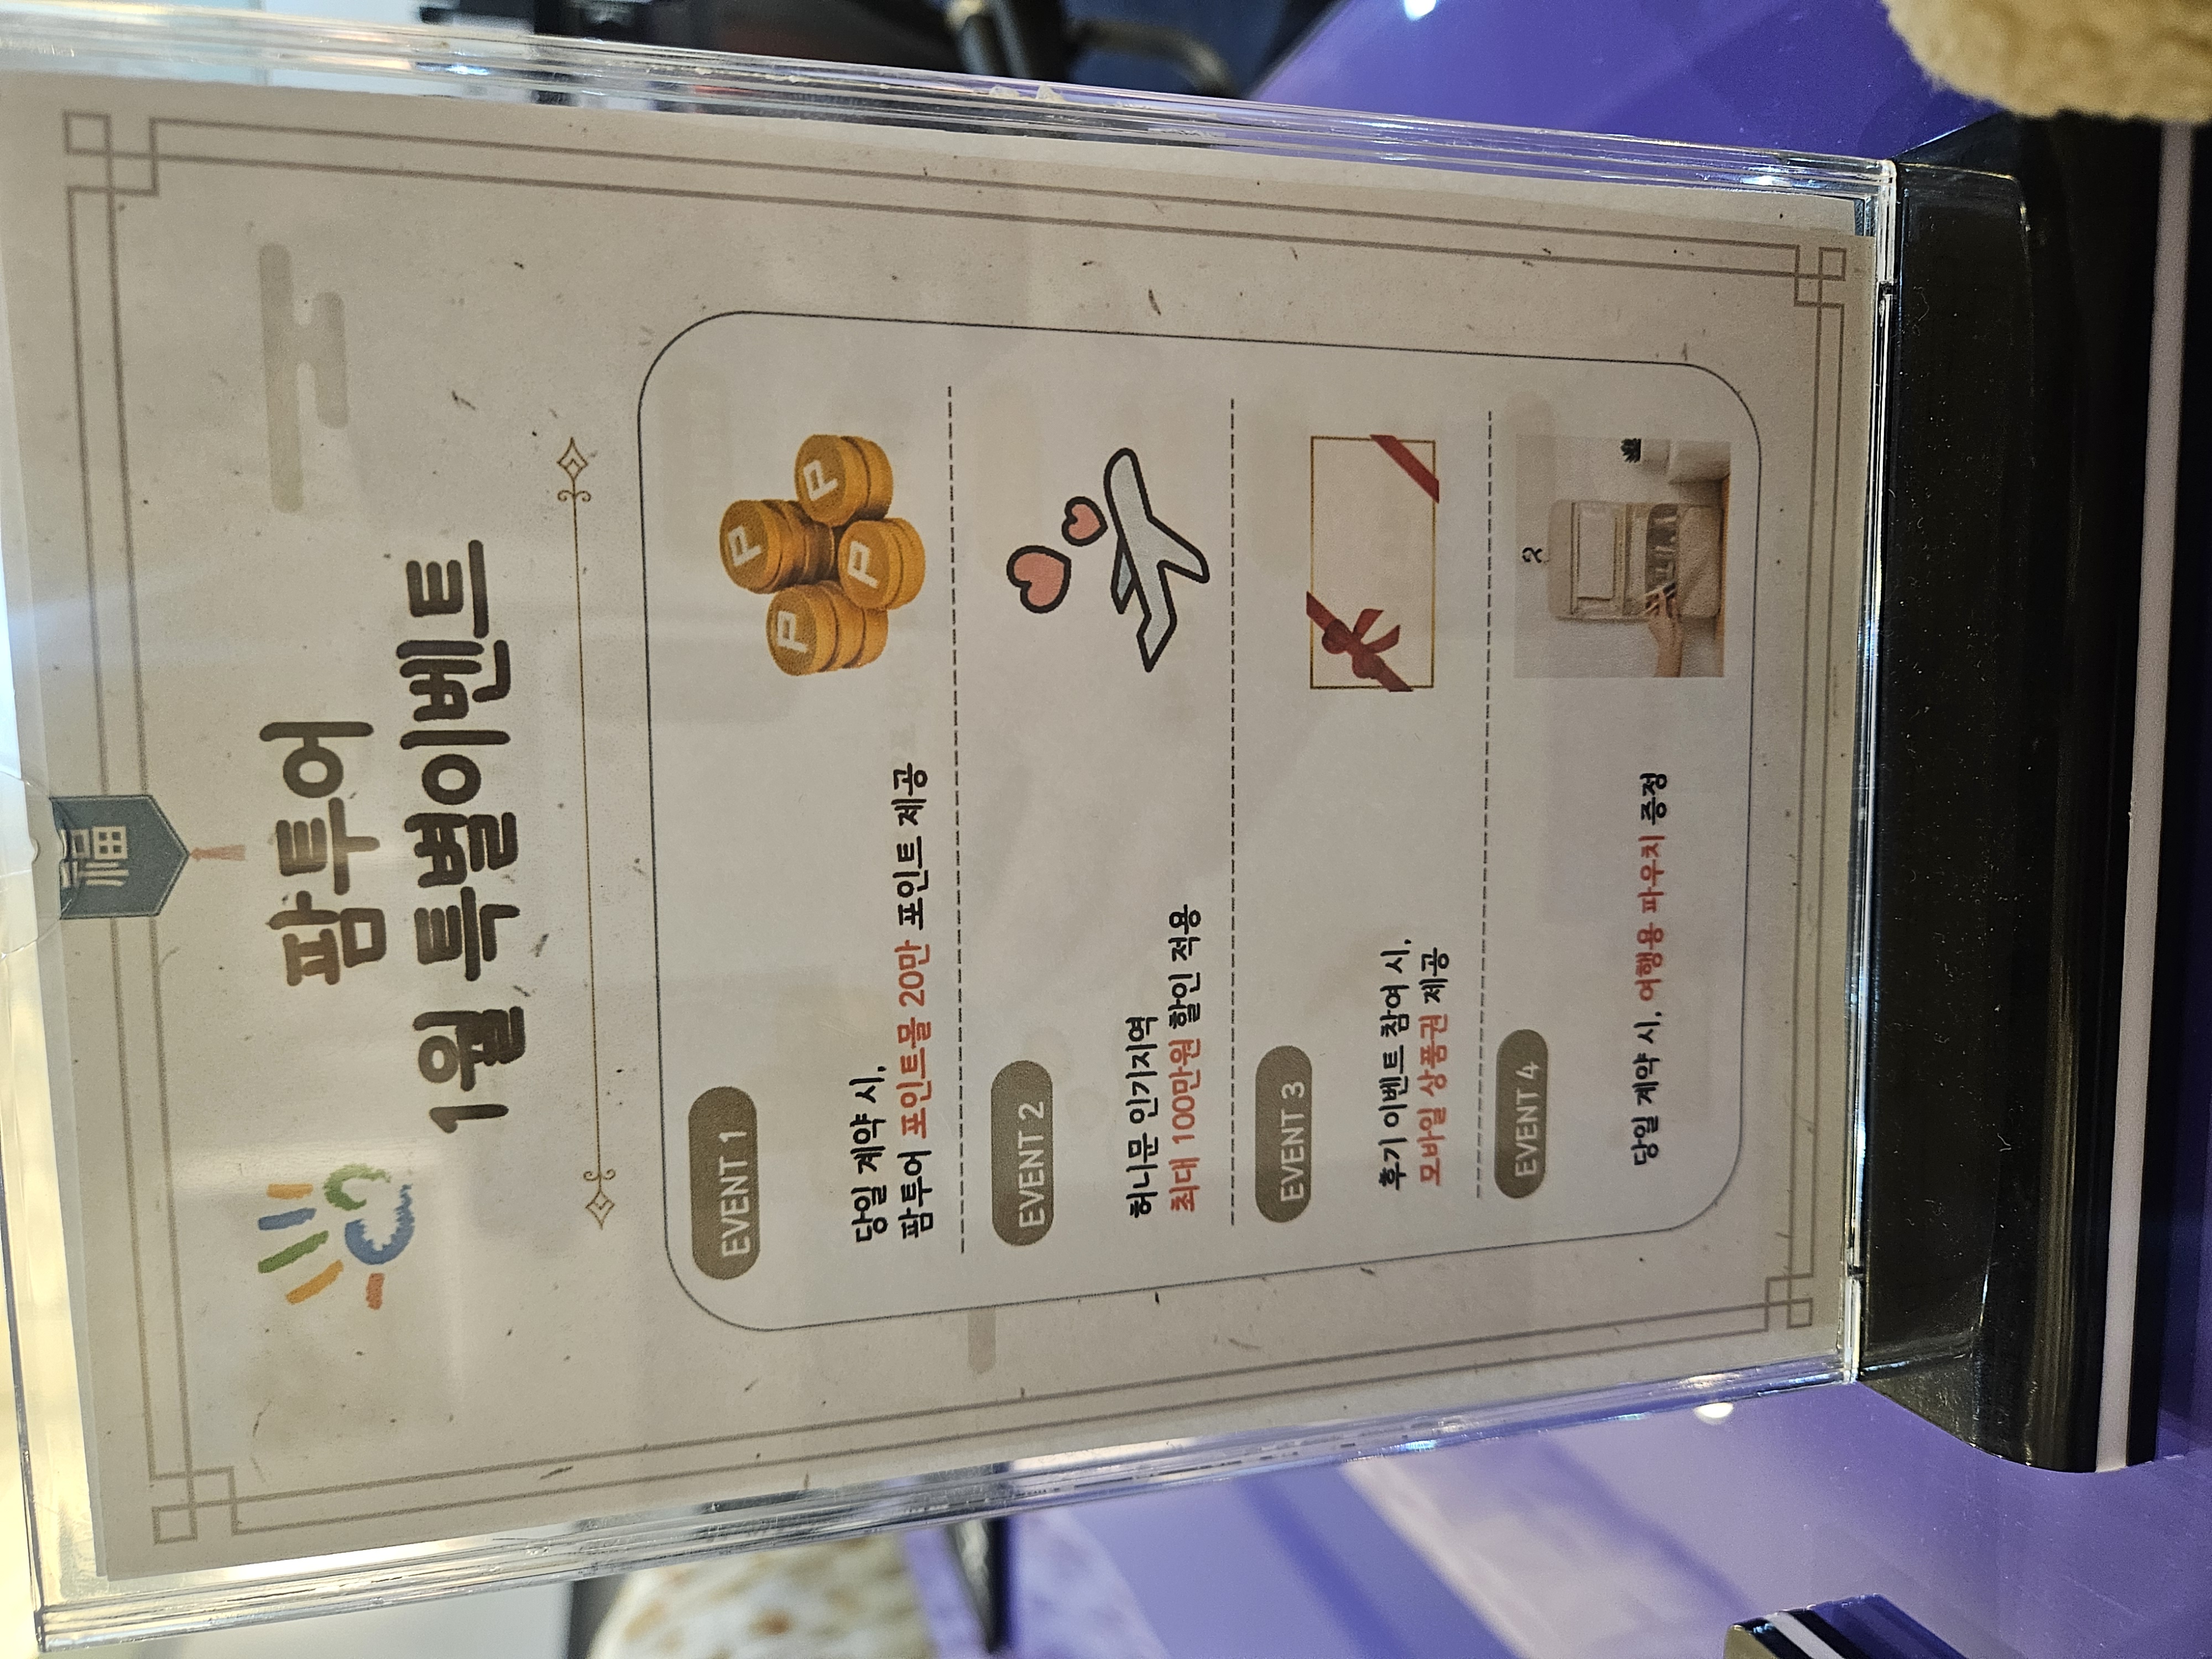 福
팜투어
1월 특별이벤트
EVENT 1
당일 계약 시,
팜투어 포인트몰 20만 포인트 제공
P
P
P
P
EVENT 2
허니문 인기지역
최대 100만원 할인 적용
EVENT 3
후기 이벤트 참여 시,
모바일 상품권 제공
EVENT 4
당일 계약 시, 여행용 파우치 증정